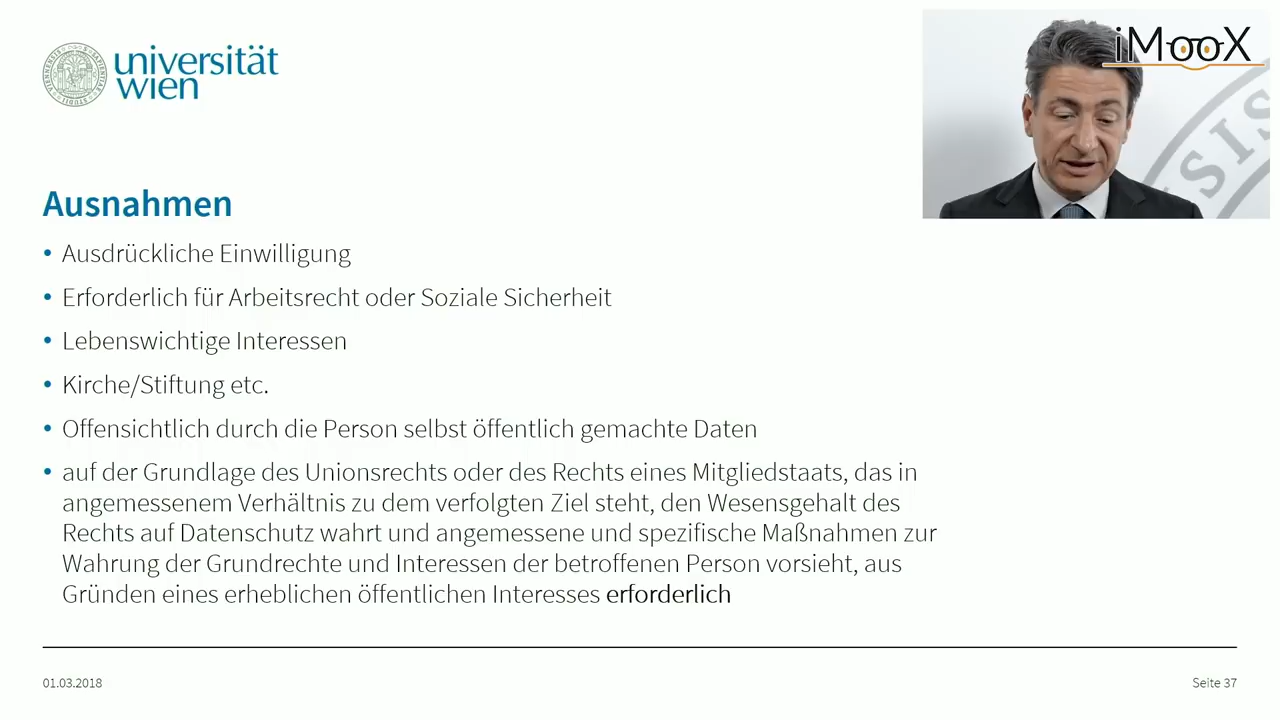 universität
wien
iMooX
SIS
Ausnahmen
• Ausdrückliche Einwilligung
• Erforderlich für Arbeitsrecht oder Soziale Sicherheit
• Lebenswichtige Interessen
• Kirche/Stiftung etc.
• Offensichtlich durch die Person selbst öffentlich gemachte Daten
• auf der Grundlage des Unionsrechts oder des Rechts eines Mitgliedstaats, das in
angemessenem Verhältnis zu dem verfolgten Ziel steht, den Wesensgehalt des
Rechts auf Datenschutz wahrt und angemessene und spezifische Maßnahmen zur
Wahrung der Grundrechte und Interessen der betroffenen Person vorsieht, aus
Gründen eines erheblichen öffentlichen Interesses erforderlich
01.03.2018
Seite 37